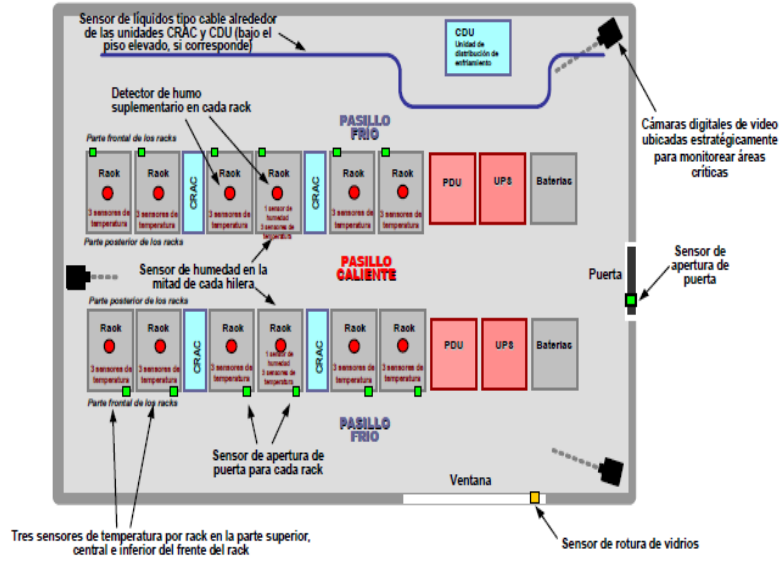 Sensor de líquidos tipo cable alrededor
de las unidades CRAC y CDU (bajo el
piso elevado, si corresponde)
CDU
Unidad de
distribución de
enfriamiento
Detector de humo
suplementario en cada rack
PASILLO
FRIO
Cámaras digitales de video
ubicadas estratégicamente
para monitorear áreas
críticas
Parte frontal de los racks
Rack
3 sensores de
temperatura
Rack
3 sensores de
temperatura
CRAC
Rack
3 sensores de
temperatura
Rack
1 sensor de
humedad
3 sensores de
temperatura
CRAC
Rack
3 sensores de
temperatura
Rack
3 sensores de
temperatura
PDU
UPS
Baterías
Parte posterior de los racks
Sensor de humedad en la
mitad de cada hilera
PASILLO
CALIENTE
Puerta
Sensor de
apertura de
puerta
Parte posterior de los racks
Rack
3 sensores de
temperatura
Rack
3 sensores de
temperatura
CRAC
Rack
3 sensores de
temperatura
Rack
1 sensor de
humedad
3 sensores de
temperatura
CRAC
Rack
3 sensores de
temperatura
Rack
3 sensores de
temperatura
PDU
UPS
Baterías
Parte frontal de los racks
PASILLO
FRIO
Sensor de apertura de
puerta para cada rack
Ventana
Tres sensores de temperatura por rack en la parte superior,
central e inferior del frente del rack
Sensor de rotura de vidrios